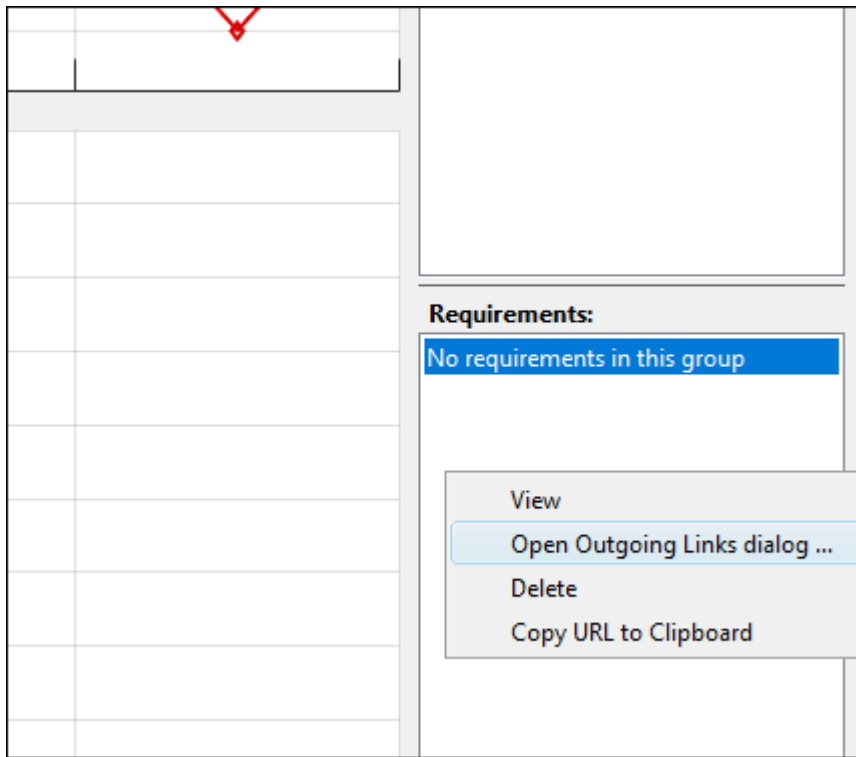 Requirements:
No requirements in this group
View
Open Outgoing Links dialog ...
Delete
Copy URL to Clipboard